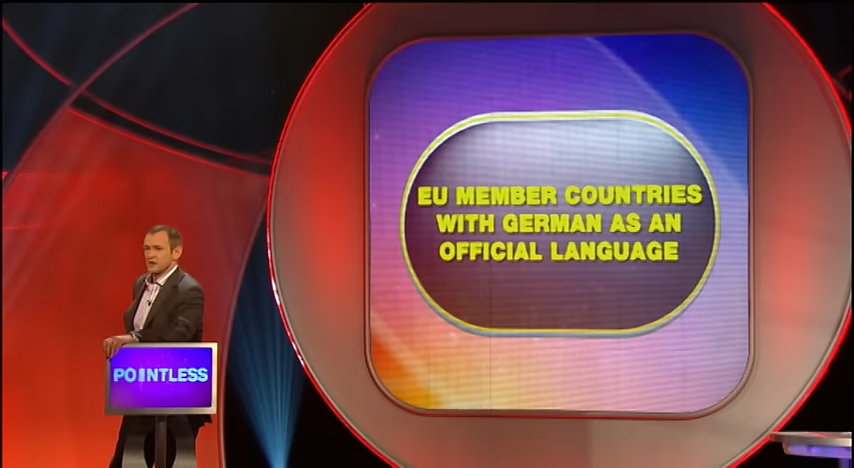 EU MEMBER COUNTRIES
WITH GERMAN AS AN
OFFICIAL LANGUAGE
POINTLESS